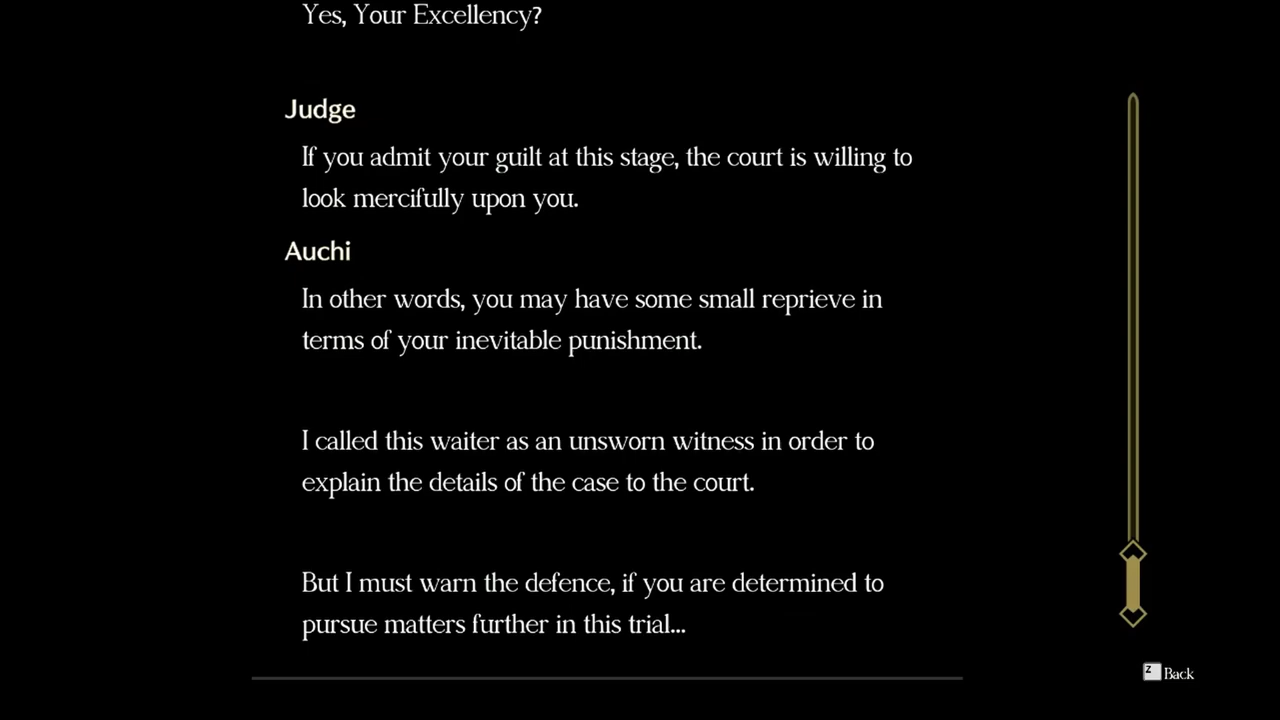 Yes, Your Excellency?
Judge
If you admit your guilt at this stage, the court is willing to
look mercifully upon you.
Auchi
In other words, you may have some small reprieve in
terms of your inevitable punishment.
I called this waiter as an unsworn witness in order to
explain the details of the case to the court.
But I must warn the defence, if you are determined to
pursue matters further in this trial...
Z Back